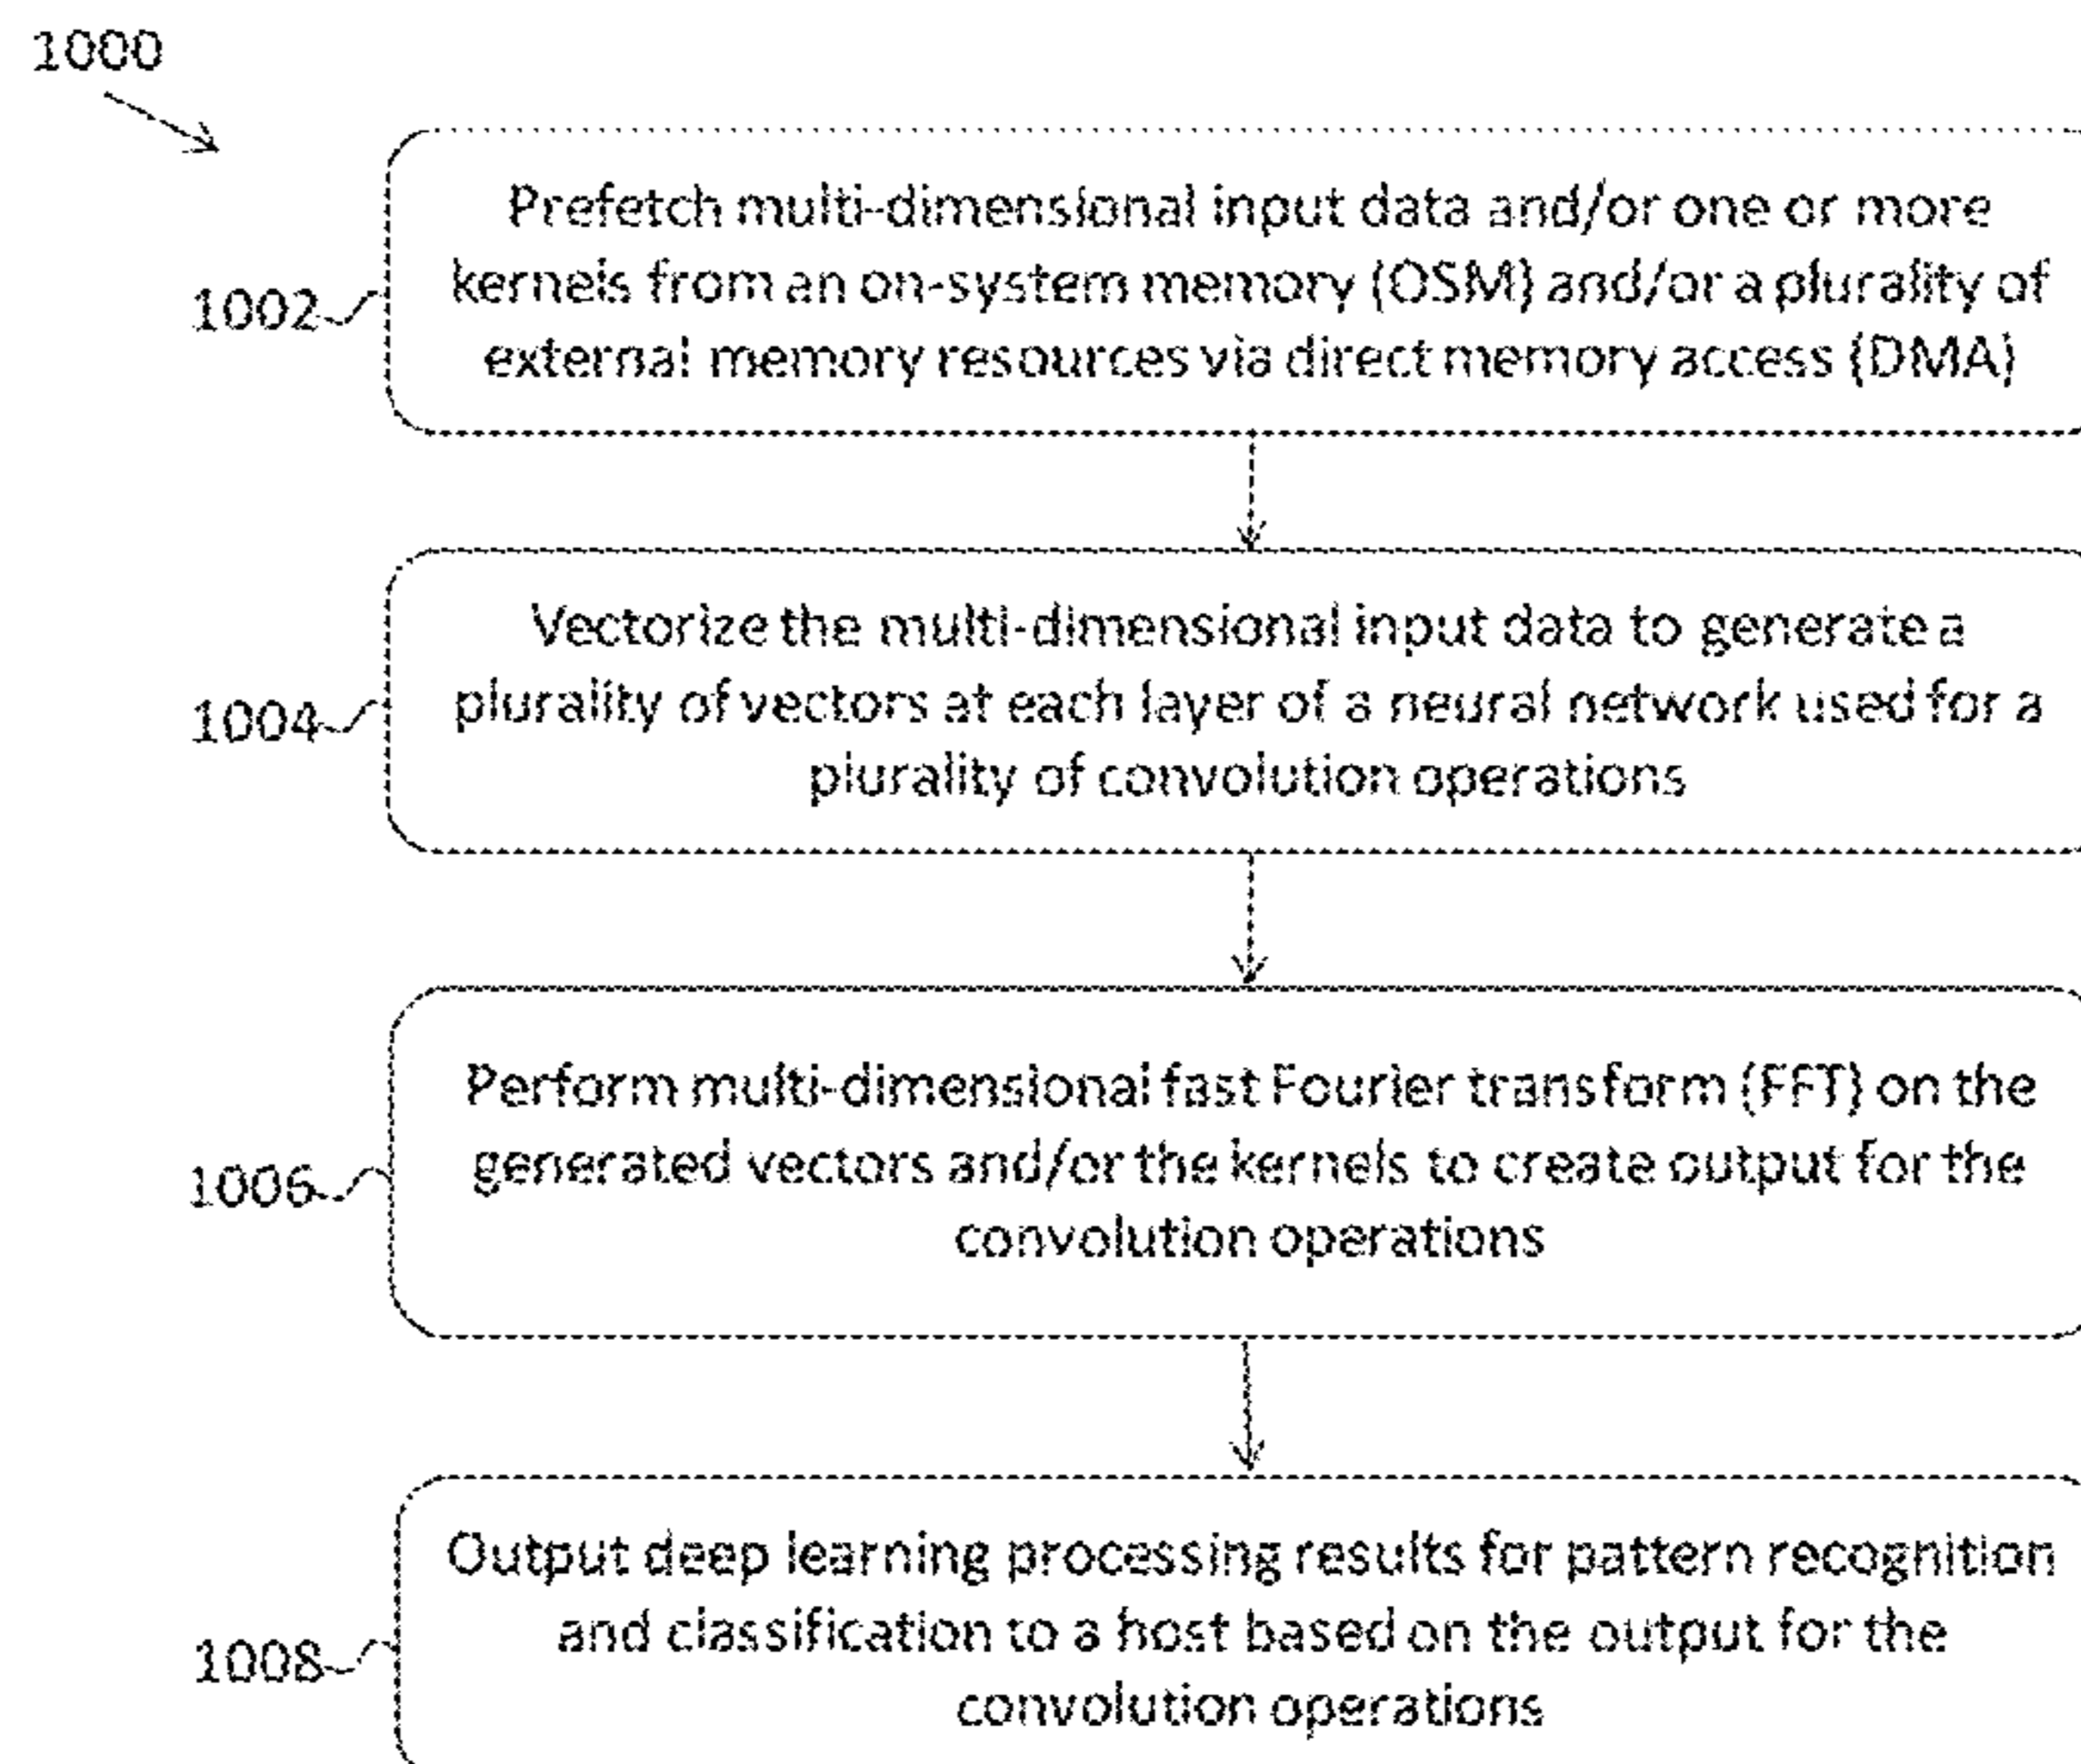 1000
Prefetch multi-dimensional input data and/or one or more
kernels from an on-system memory (OSM) and/or a plurality of
external memory resources via direct memory access (DMA)
1002
Vectorize the multi-dimensional input data to generate a
plurality of vectors at each layer of a neural network used for a
plurality of convolution operations
1004
Perform multi-dimensional fast Fourier transform (FFT) on the
generated vectors and/or the kernels to create output for the
convolution operations
1006
Output deep learning processing results for pattern recognition
and classification to a host based on the output for the
convolution operations
1008